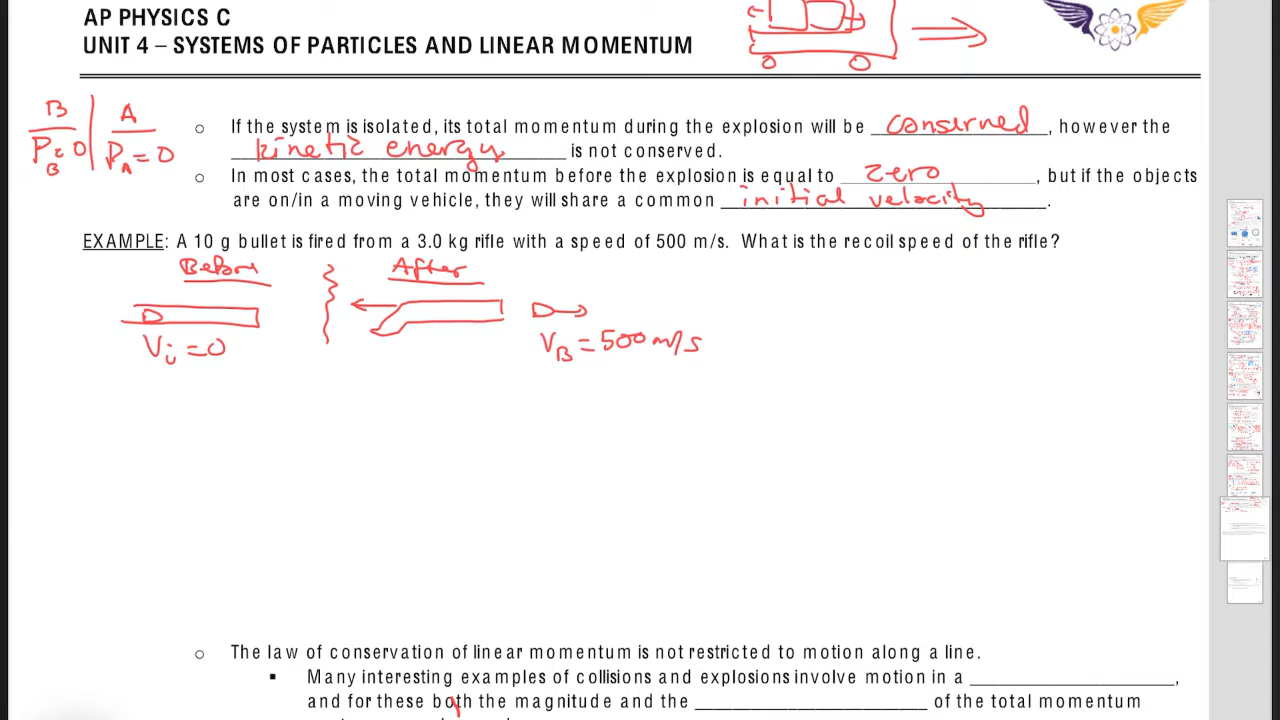 AP PHYSICS C
UNIT 4 – SYSTEMS OF PARTICLES AND LINEAR MOMENTUM
B | A
P_B = 0 | P_A = 0
o If the system is isolated, its total momentum during the explosion will be conserved, however the
kinetic energy is not conserved.
o In most cases, the total momentum before the explosion is equal to zero, but if the objects
are on/in a moving vehicle, they will share a common initial velocity.
EXAMPLE: A 10 g bullet is fired from a 3.0 kg rifle with a speed of 500 m/s. What is the recoil speed of the rifle?
Before After
V_i = 0 V_B = 500 m/s
o The law of conservation of linear momentum is not restricted to motion along a line.
▪ Many interesting examples of collisions and explosions involve motion in a ____________________,
and for these both the magnitude and the ____________________ of the total momentum